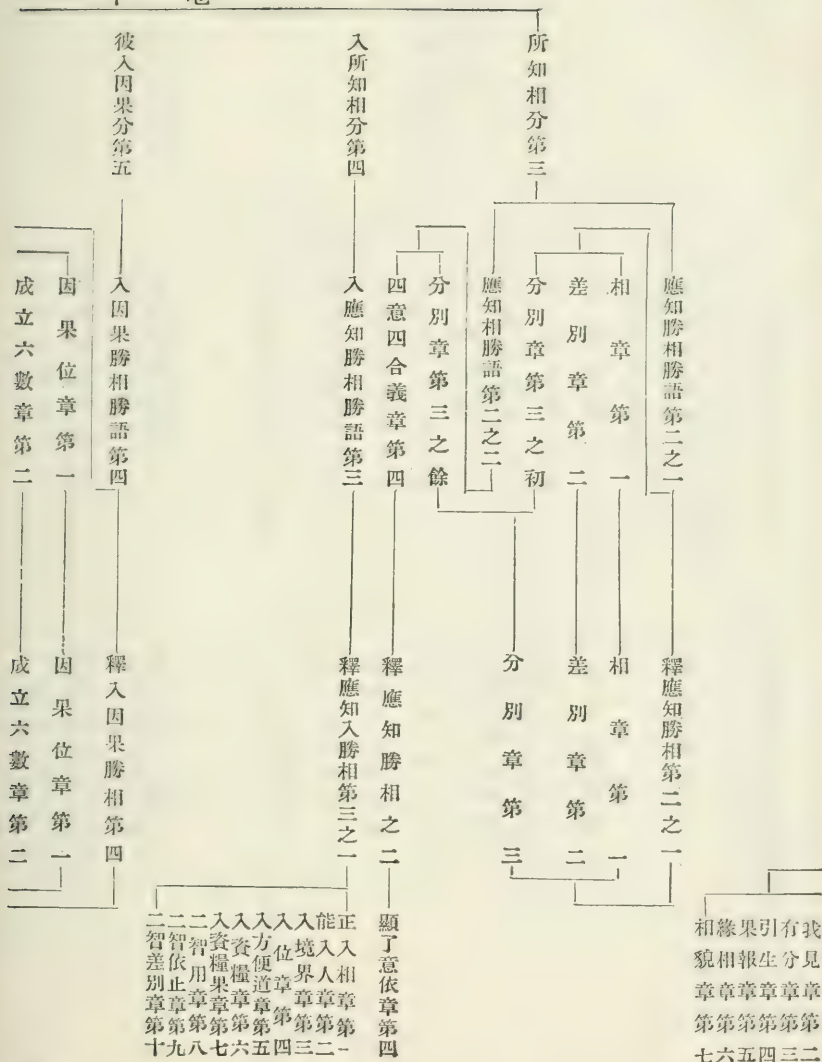 所知相分第三
入所知相分第四
彼入因果分第五
應知勝相勝語第二之一
相章第一
差別章第二
分別章第三之初
應知相勝語第二之二
分別章第三之餘
四意四合義章第四
入應知勝相勝語第三
入因果勝相勝語第四
因果位章第一
成立六數章第二
釋應知勝相第二之一
相章第一
差別章第二
分別章第三
釋應知勝相之二
釋應知入勝相第三之一
釋入因果勝相第四
因果位章第一
成立六數章第二
我見章第二
有分章第三
引生章第四
果報章第五
緣相章第六
相貌章第七
顯了意依章第四
正入相章第一
能入人章第二
入境界章第三
入位章第四
入方便道章第五
入資糧章第六
入資糧果章第七
二智用章第八
二智依止章第九
二智差別章第十